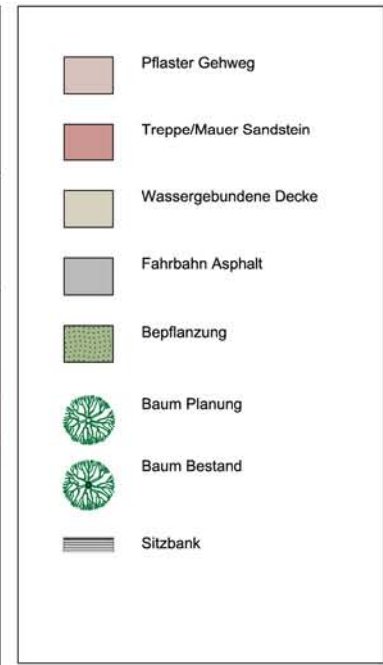 Pflaster Gehweg
Treppe/Mauer Sandstein
Wassergebundene Decke
Fahrbahn Asphalt
Bepflanzung
Baum Planung
Baum Bestand
Sitzbank